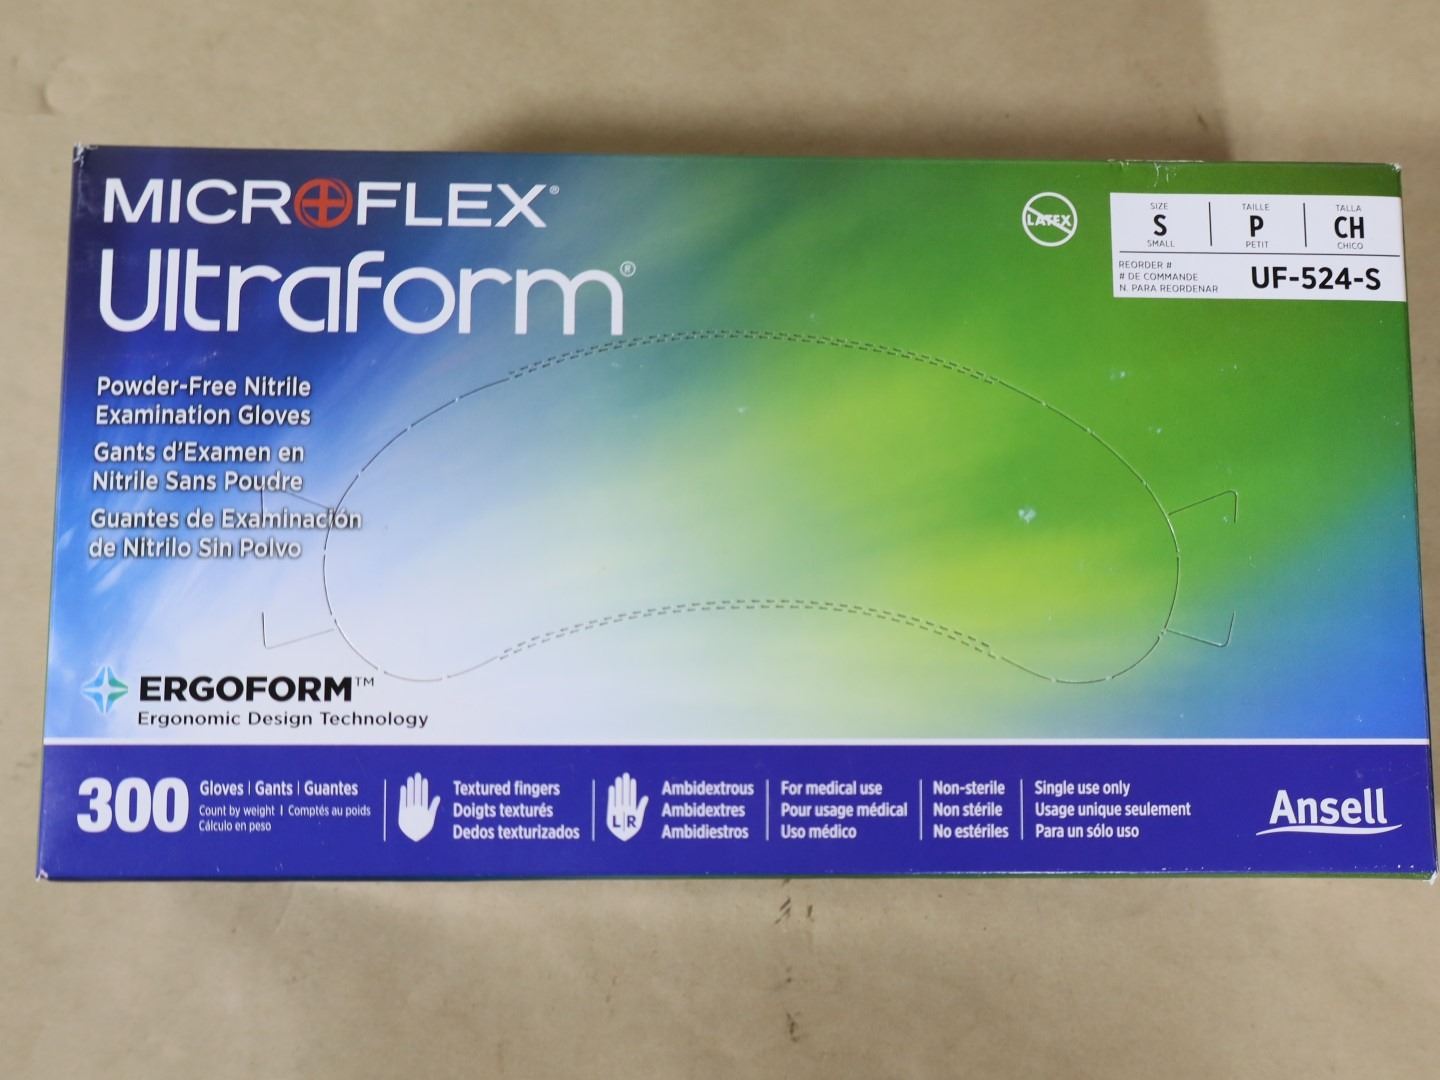 MICROFLEX®
Ultraform®
Powder-Free Nitrile
Examination Gloves
Gants d'Examen en
Nitrile Sans Poudre
Guantes de Examinación
de Nitrilo Sin Polvo
ERGOFORM™
Ergonomic Design Technology
LATEX
SIZE
S
SMALL
TAILLE
P
PETIT
TALLA
CH
CHICO
REORDER #
# DE COMMANDE
N. PARA REORDENAR
UF-524-S
300
Gloves | Gants | Guantes
Count by weight | Comptés au poids
Cálculo en peso
Textured fingers
Doigts texturés
Dedos texturizados
L R
Ambidextrous
Ambidextres
Ambidiestros
For medical use
Pour usage médical
Uso médico
Non-sterile
Non stérile
No estériles
Single use only
Usage unique seulement
Para un sólo uso
Ansell